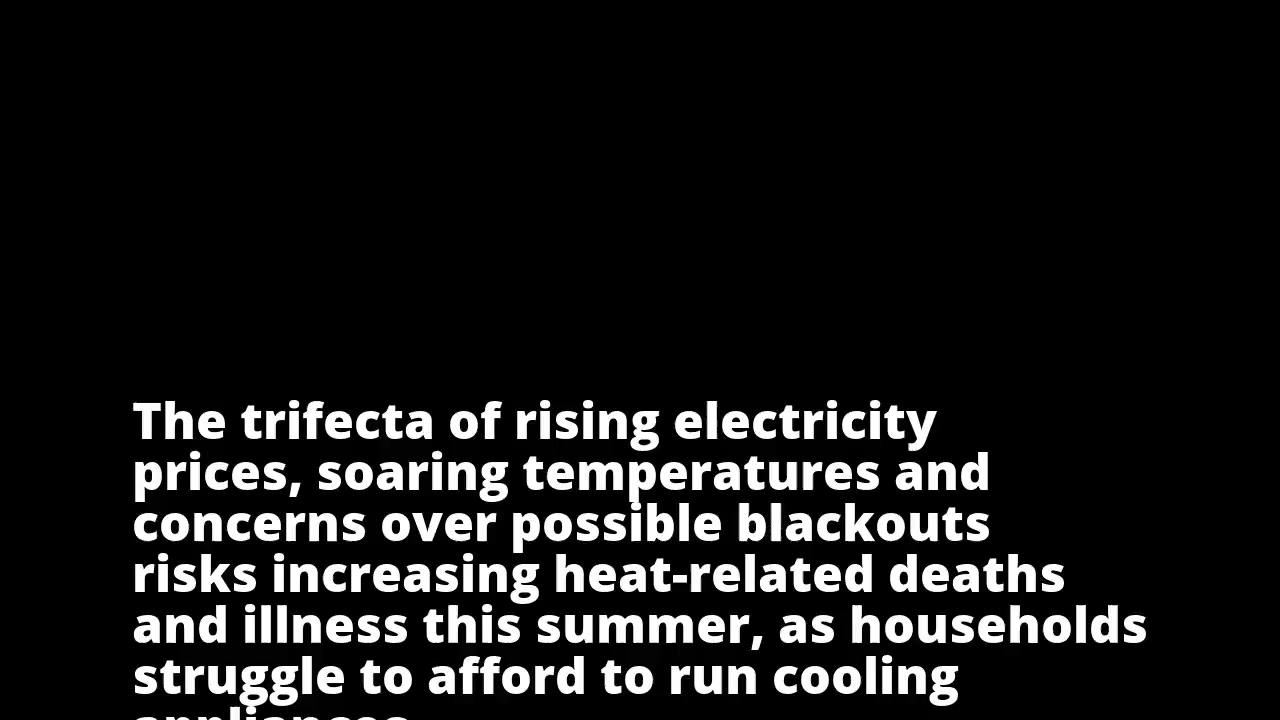 The trifecta of rising electricity
prices, soaring temperatures and
concerns over possible blackouts
risks increasing heat-related deaths
and illness this summer, as households
struggle to afford to run cooling
appliances